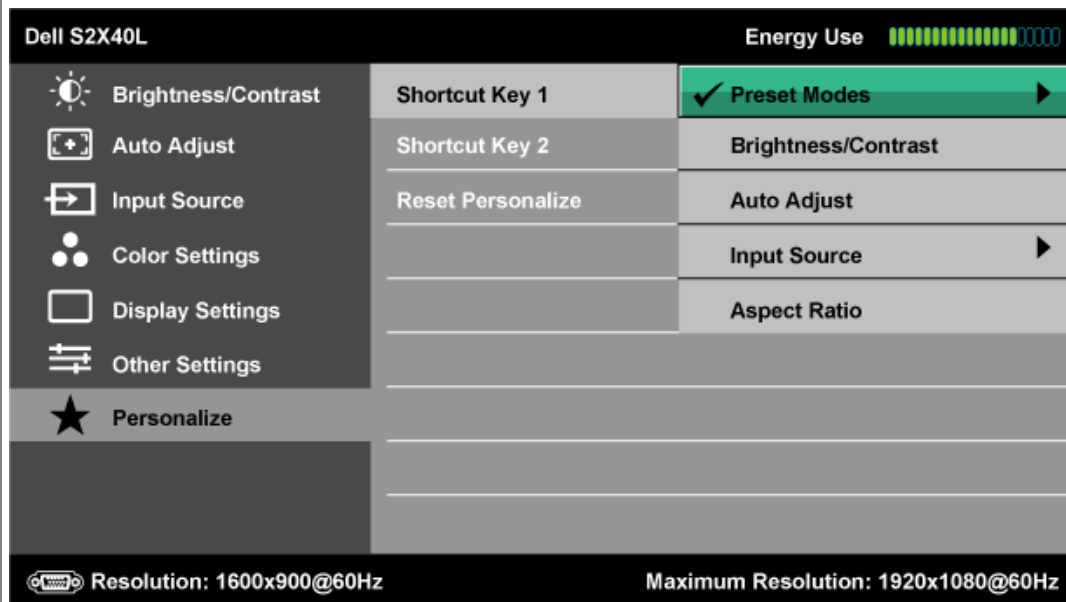 Dell S2X40L Energy Use
Brightness/Contrast
Auto Adjust
Input Source
Color Settings
Display Settings
Other Settings
Personalize
Shortcut Key 1
Shortcut Key 2
Reset Personalize
Preset Modes
Brightness/Contrast
Auto Adjust
Input Source
Aspect Ratio
Resolution: 1600x900@60Hz Maximum Resolution: 1920x1080@60Hz